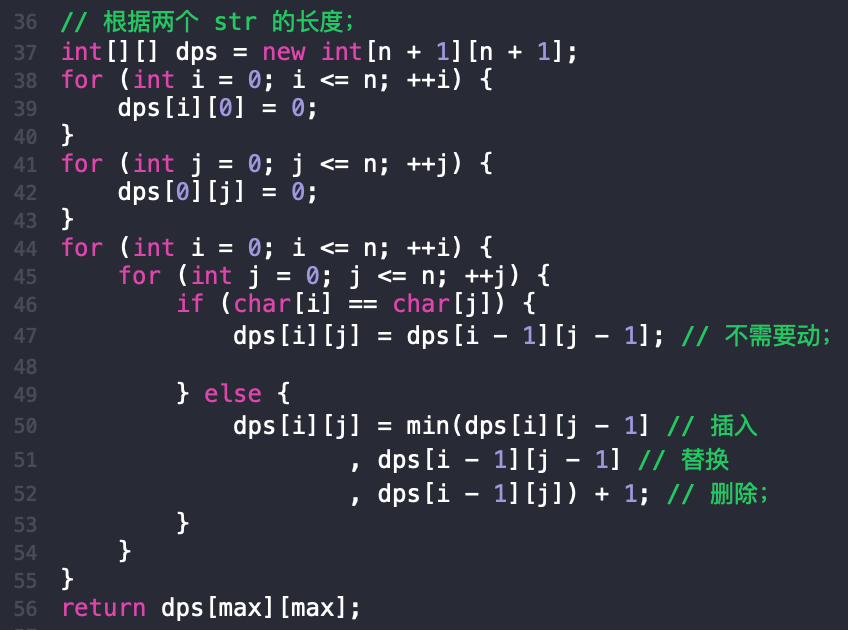 36 // 根据两个 str 的长度；
37 int[][] dps = new int[n + 1][n + 1];
38 for (int i = 0; i <= n; ++i) {
39     dps[i][0] = 0;
40 }
41 for (int j = 0; j <= n; ++j) {
42     dps[0][j] = 0;
43 }
44 for (int i = 0; i <= n; ++i) {
45     for (int j = 0; j <= n; ++j) {
46         if (char[i] == char[j]) {
47             dps[i][j] = dps[i - 1][j - 1]; // 不需要动；
48
49         } else {
50             dps[i][j] = min(dps[i][j - 1] // 插入
51                     , dps[i - 1][j - 1] // 替换
52                     , dps[i - 1][j]) + 1; // 删除；
53         }
54     }
55 }
56 return dps[max][max];